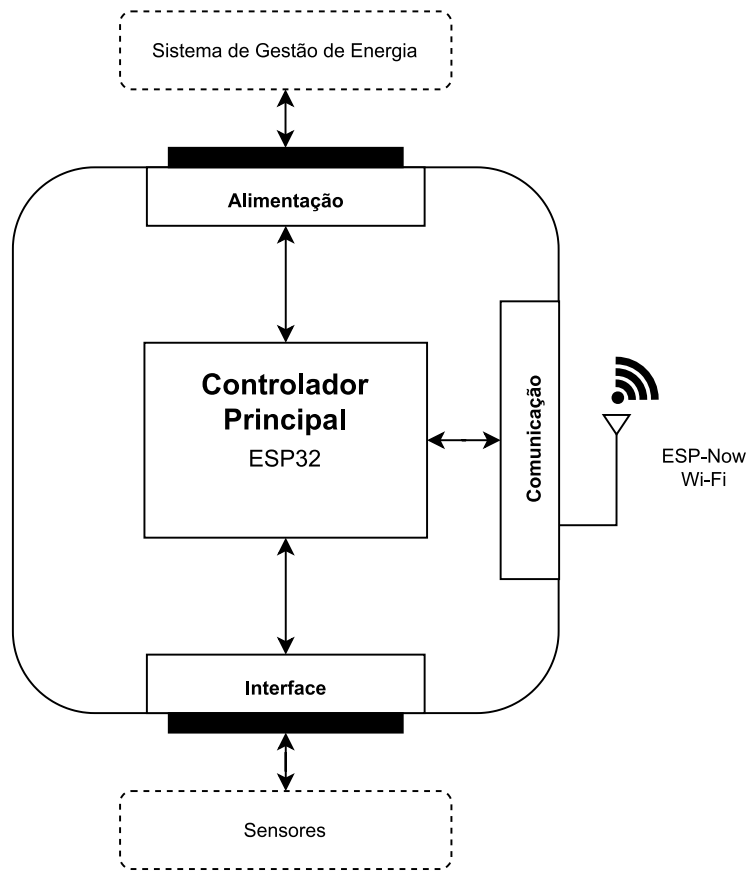 Sistema de Gestão de Energia
Alimentação
Controlador
Principal
ESP32
Comunicação
ESP-Now
Wi-Fi
Interface
Sensores